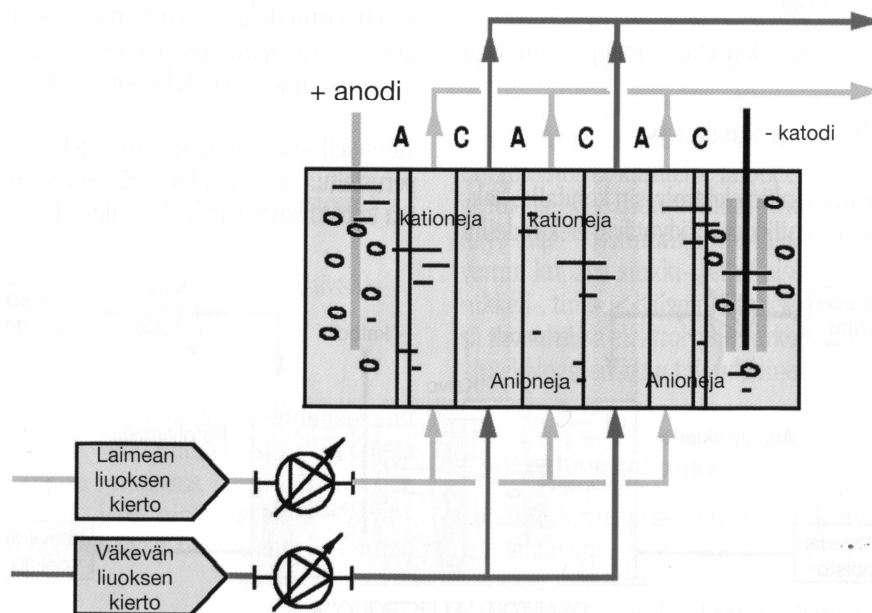 + anodi
A C A C A C
- katodi
kationeja
kationeja
Anioneja
Anioneja
Laimean
liuoksen
kierto
Väkevän
liuoksen
kierto